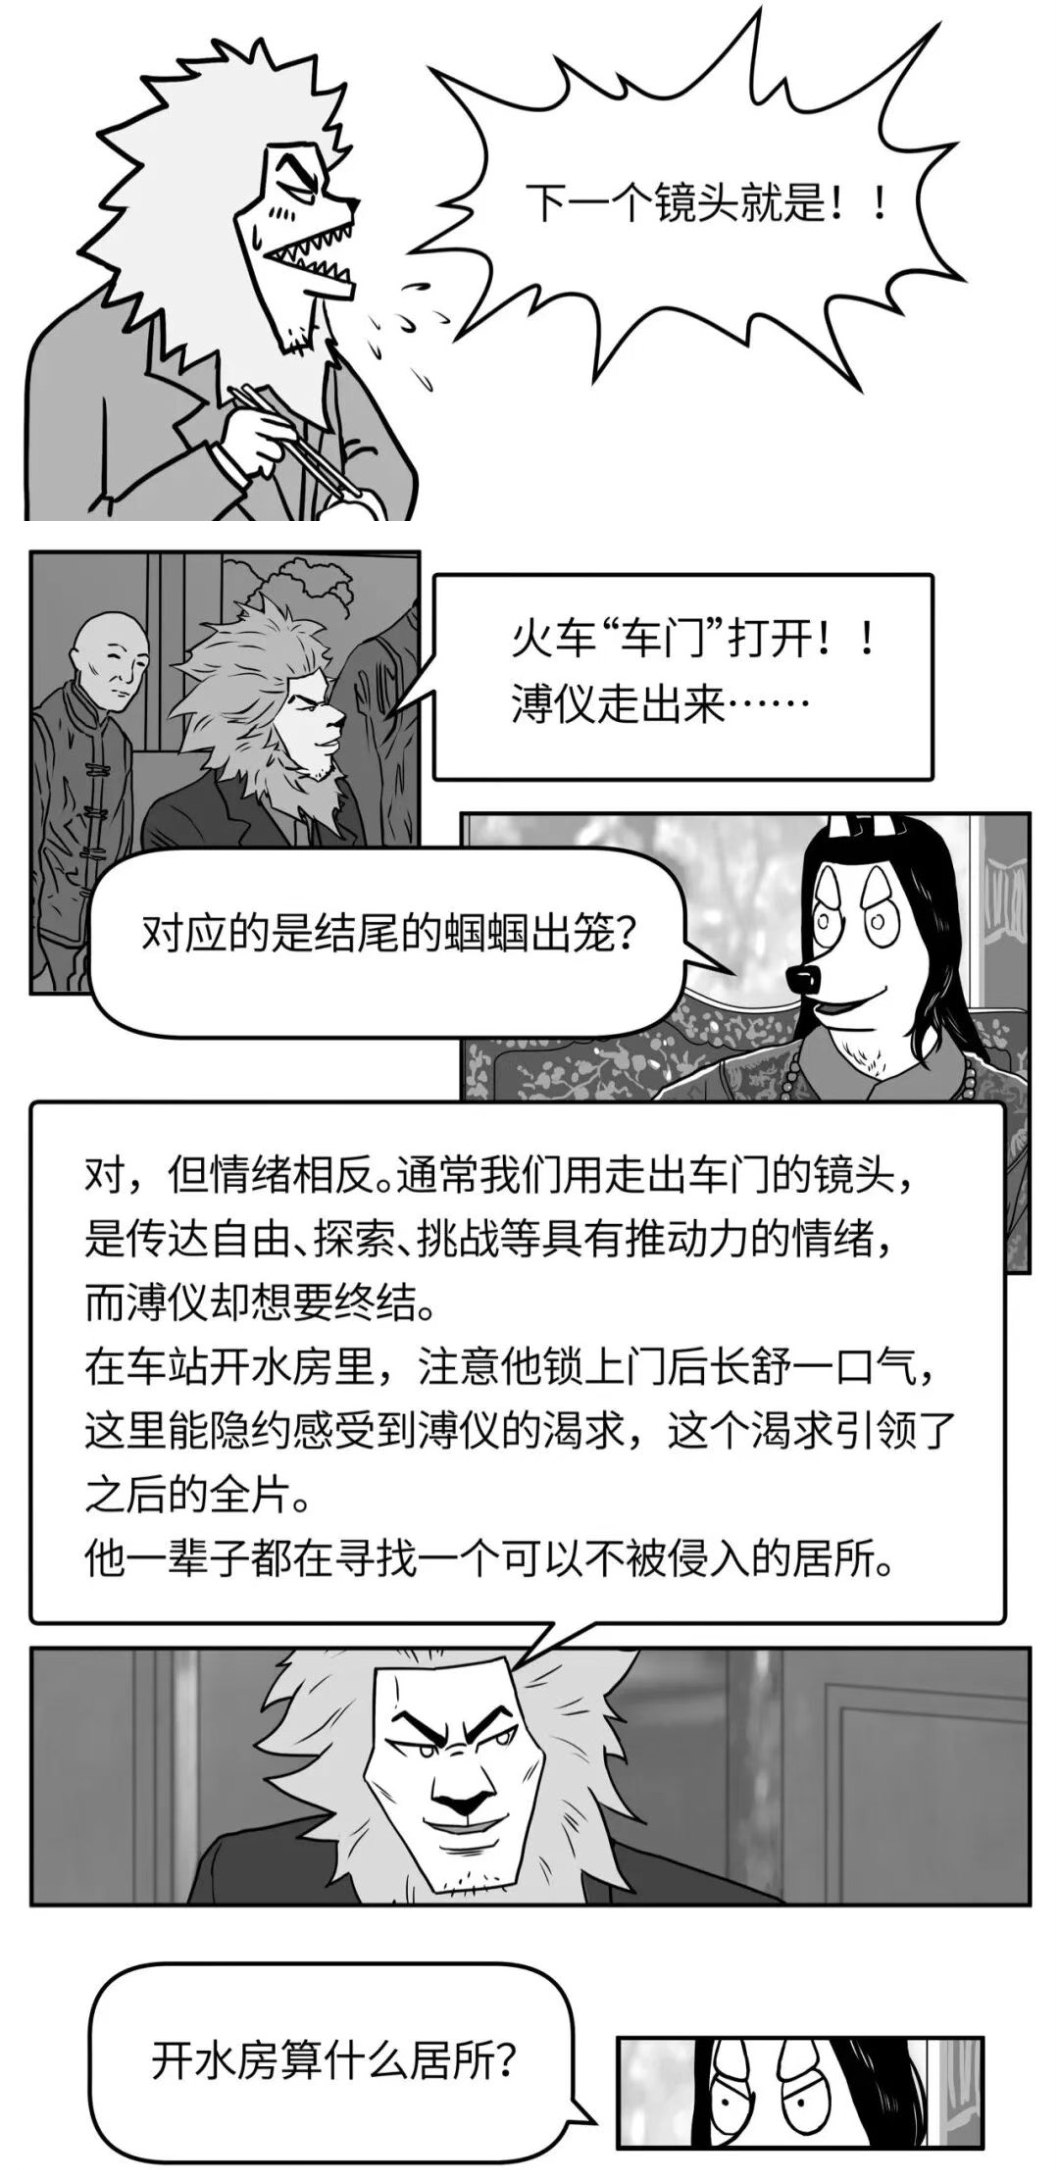 下一个镜头就是！！
火车“车门”打开！！
溥仪走出来……
对应的是结尾的蝈蝈出笼？
对，但情绪相反。通常我们用走出车门的镜头，
是传达自由、探索、挑战等具有推动力的情绪，
而溥仪却想要终结。
在车站开水房里，注意他锁上门后长舒一口气，
这里能隐约感受到溥仪的渴求，这个渴求引领了
之后的全片。
他一辈子都在寻找一个可以不被侵入的居所。
开水房算什么居所？